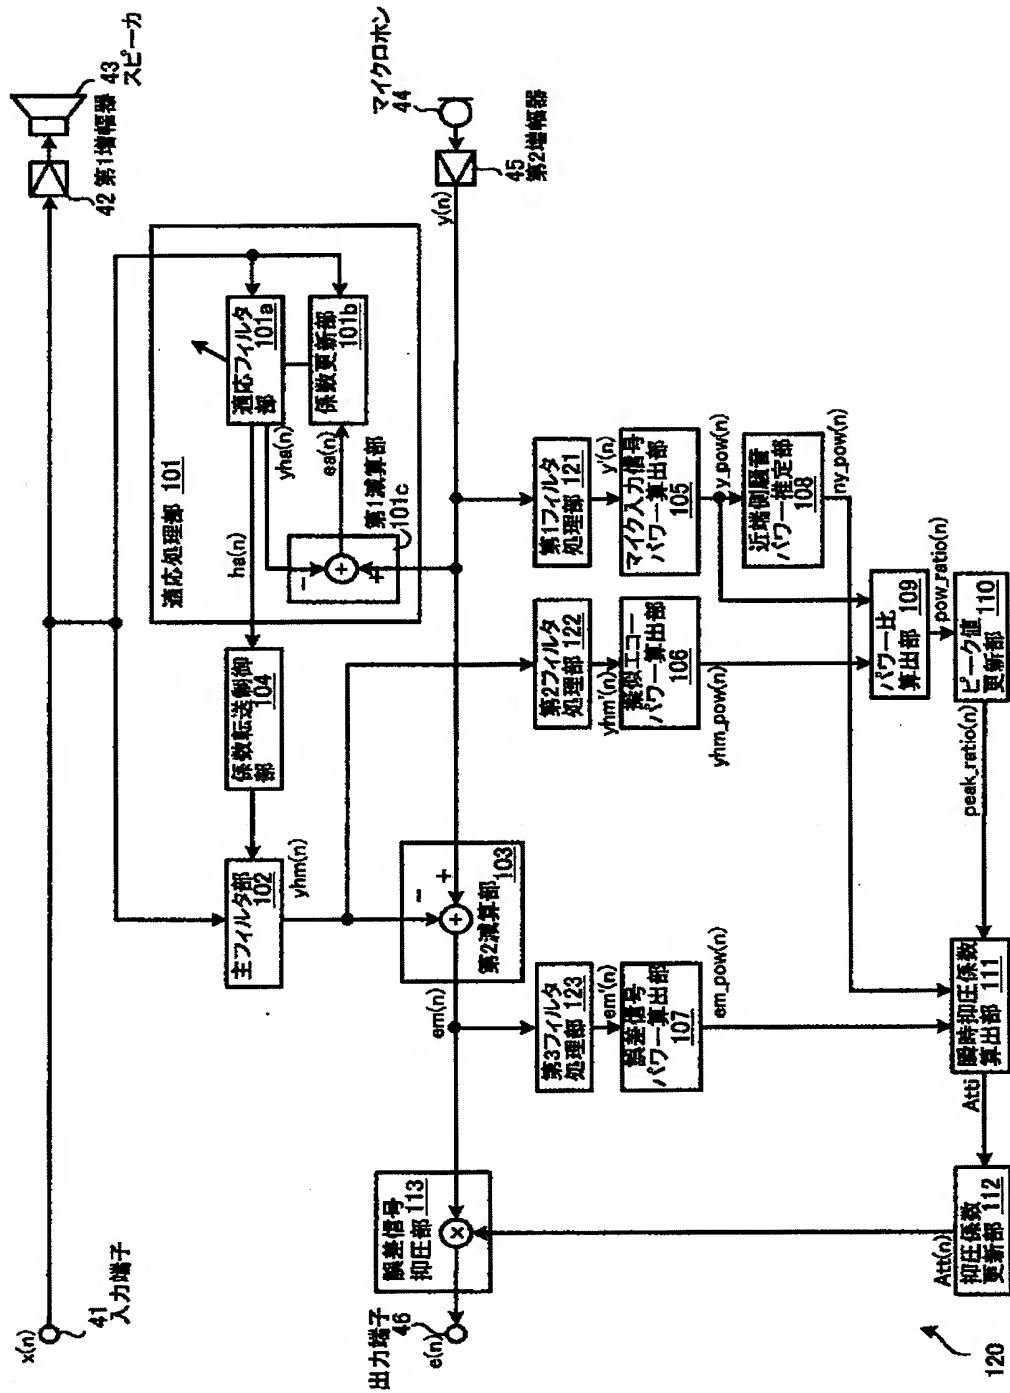 x(n)
41
入力端子
42 第1増幅器
43
スピーカ
マイクロホン
44
45
第2増幅器
y(n)
適応処理部 101
適応フィルタ
部 101a
係数更新部
101b
yha(n)
ea(n)
ha(n)
第1減算部
101c
-
+
+
係数転送制御
部 104
主フィルタ部
102
yhm(n)
-
+
+
第2減算部 103
em(n)
第1フィルタ
処理部 121
y'(n)
マイク入力信号
パワー算出部
105
y_pow(n)
近端側騒音
パワー推定部
108
ny_pow(n)
第2フィルタ
処理部 122
yhm'(n)
擬似エコー
パワー算出部
106
yhm_pow(n)
第3フィルタ
処理部 123
em'(n)
誤差信号
パワー算出部
107
em_pow(n)
パワー比
算出部 109
pow_ratio(n)
ピーク値
更新部 110
peak_ratio(n)
瞬時抑圧係数
算出部 111
Atti
抑圧係数
更新部 112
Att(n)
誤差信号
抑圧部 113
×
出力端子
46
e(n)
120